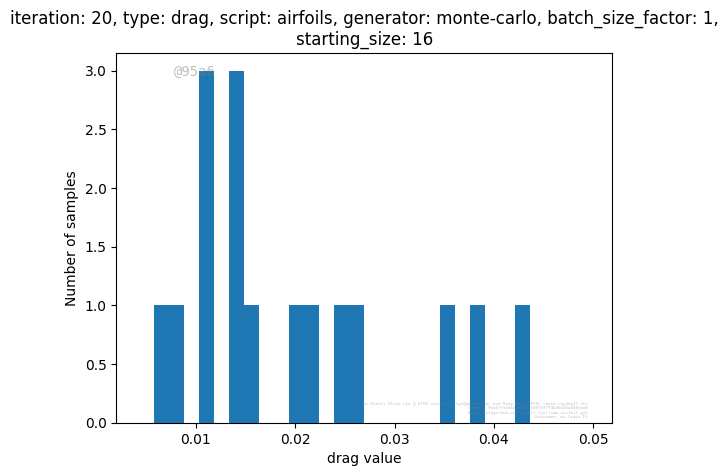 iteration: 20, type: drag, script: airfoils, generator: monte-carlo, batch_size_factor: 1,
starting_size: 16
@95a6
3.0
2.5
2.0
1.5
1.0
0.5
0.0
Number of samples
0.01
0.02
0.03
0.04
0.05
drag value